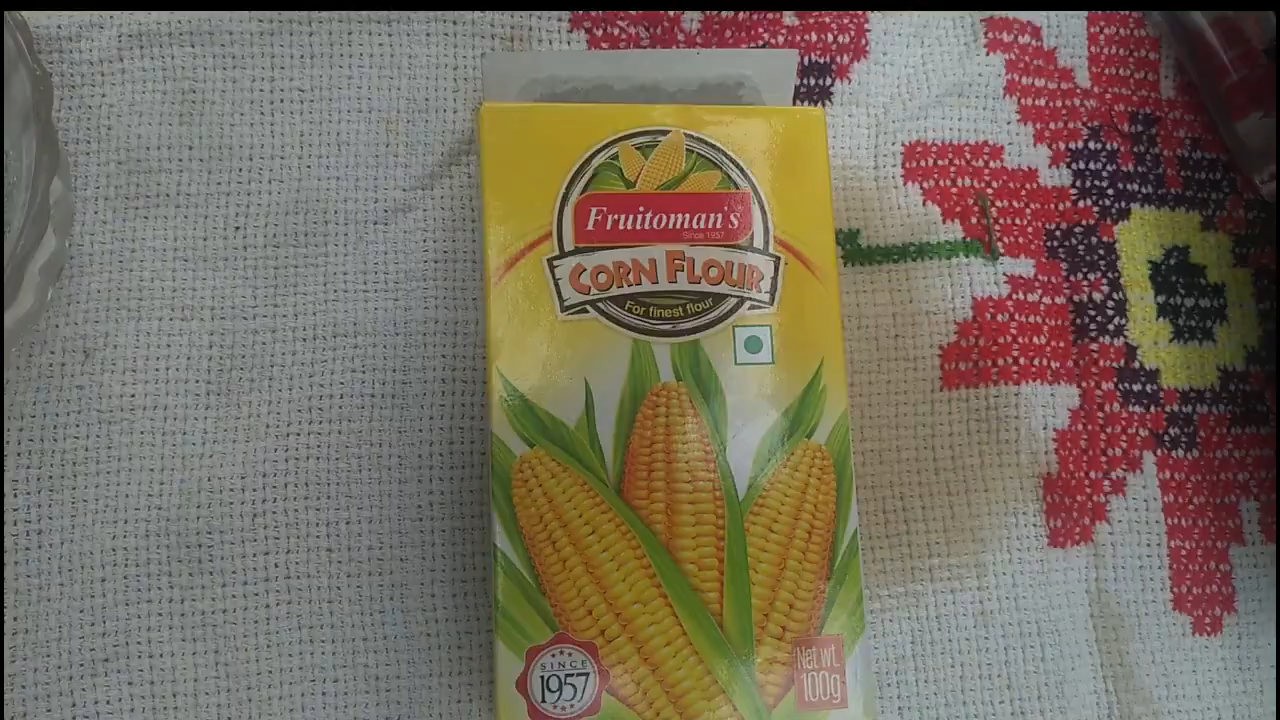 Fruitoman's
Since 1957
CORN FLOUR
For finest flour
SINCE
1957
Net wt.
100g